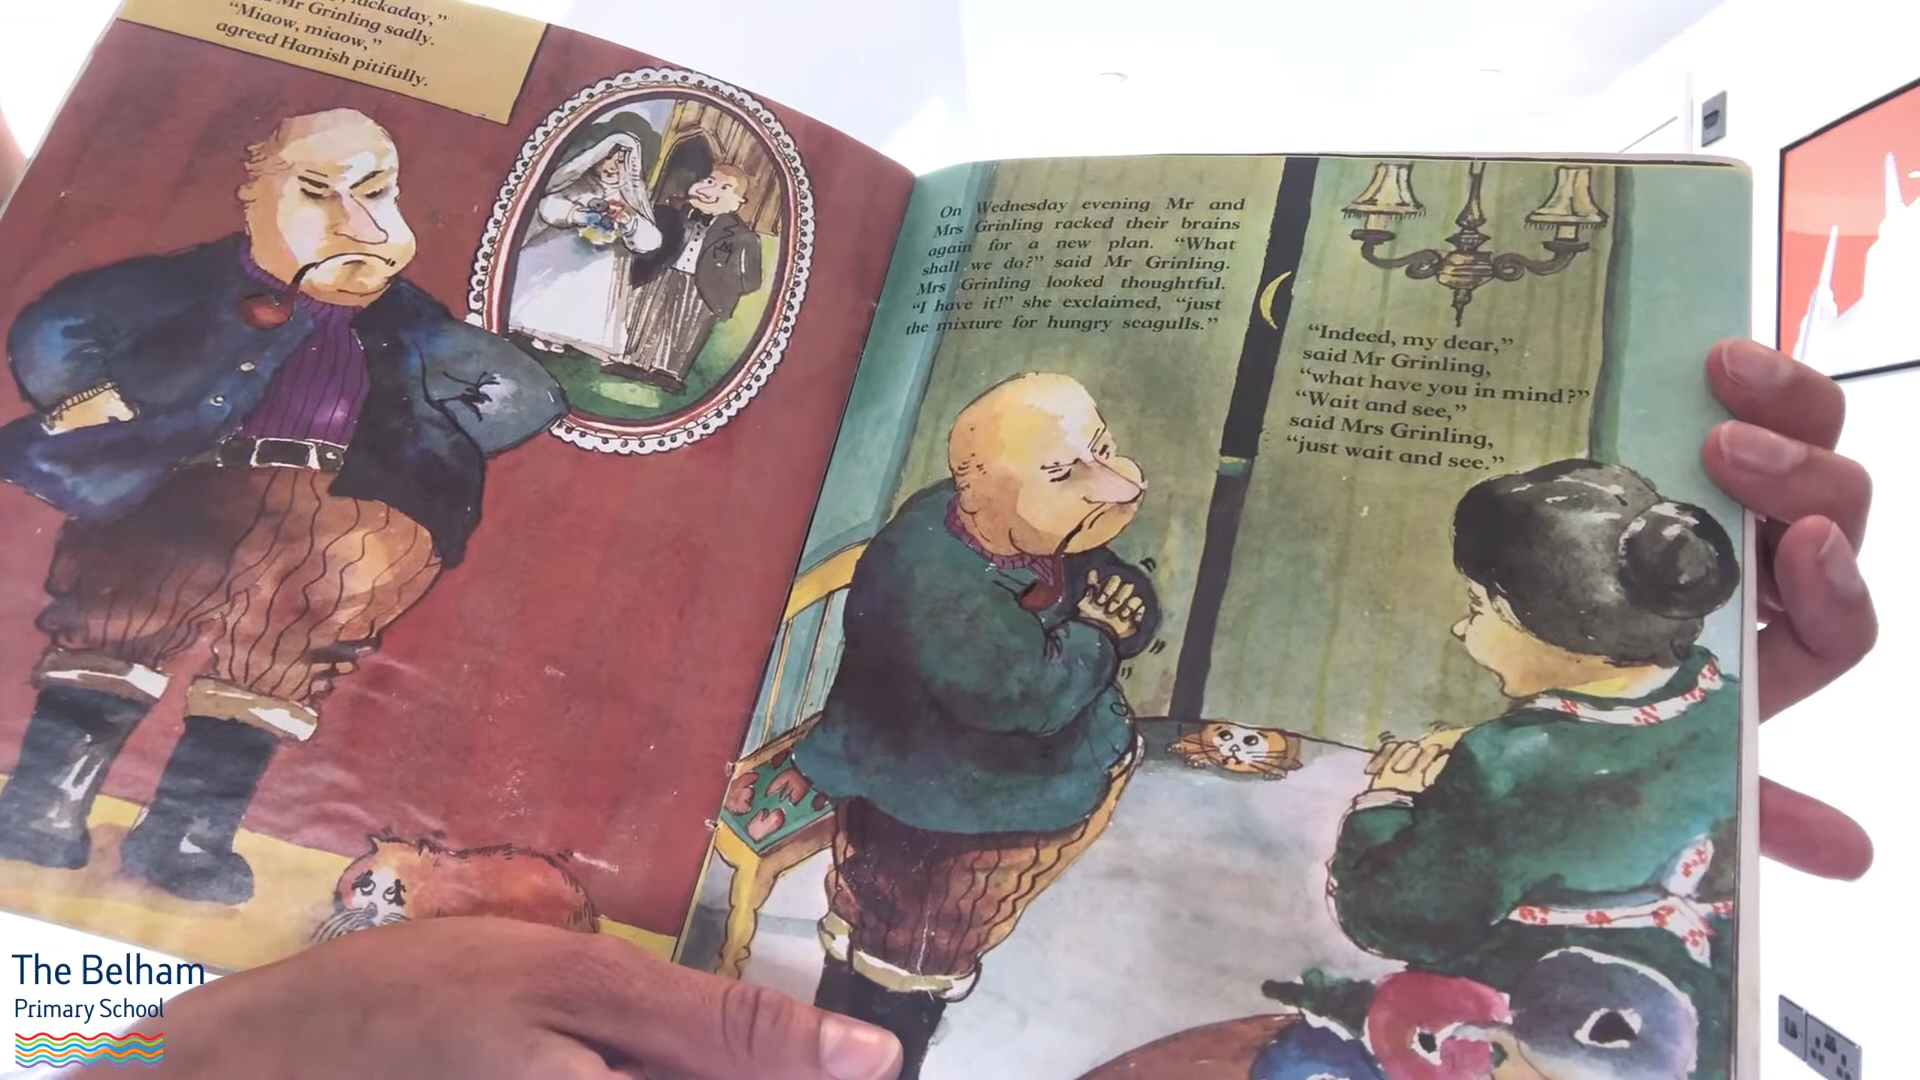 lackaday,"
Mr Grinling sadly.
"Miaow, miaow,"
agreed Hamish pitifully.
On Wednesday evening Mr and
Mrs Grinling racked their brains
again for a new plan. "What
shall we do?" said Mr Grinling.
Mrs Grinling looked thoughtful.
"I have it!" she exclaimed, "just
the mixture for hungry seagulls."
"Indeed, my dear,"
said Mr Grinling,
"what have you in mind?"
"Wait and see,"
said Mrs Grinling,
"just wait and see."
The Belham
Primary School